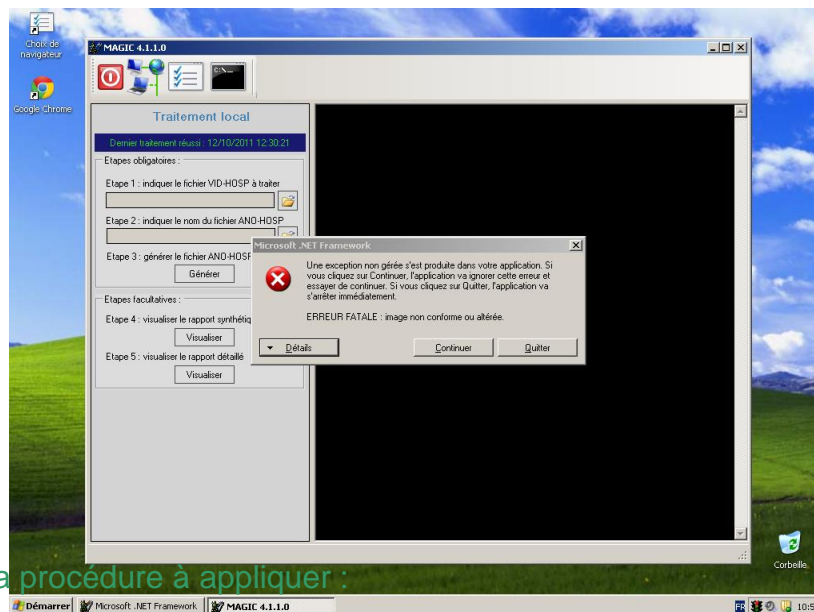 Choix de
navigateur
Google Chrome
MAGIC 4.1.1.0
C:\...
Traitement local
Dernier traitement réussi : 12/10/2011 12:30:21
Etapes obligatoires :
Etape 1 : indiquer le fichier VID-HOSP à traiter
Etape 2 : indiquer le nom du fichier ANO-HOSP
Etape 3 : générer le fichier ANO-HOSP
Générer
Etapes facultatives :
Etape 4 : visualiser le rapport synthétiq
Visualiser
Etape 5 : visualiser le rapport détaillé
Visualiser
Microsoft .NET Framework
Une exception non gérée s'est produite dans votre application. Si
vous cliquez sur Continuer, l'application va ignorer cette erreur et
essayer de continuer. Si vous cliquez sur Quitter, l'application va
s'arrêter immédiatement.
ERREUR FATALE : image non conforme ou altérée.
Détails
Continuer
Quitter
Corbeille
a procédure à appliquer :
Démarrer
Microsoft .NET Framework
MAGIC 4.1.1.0
FR